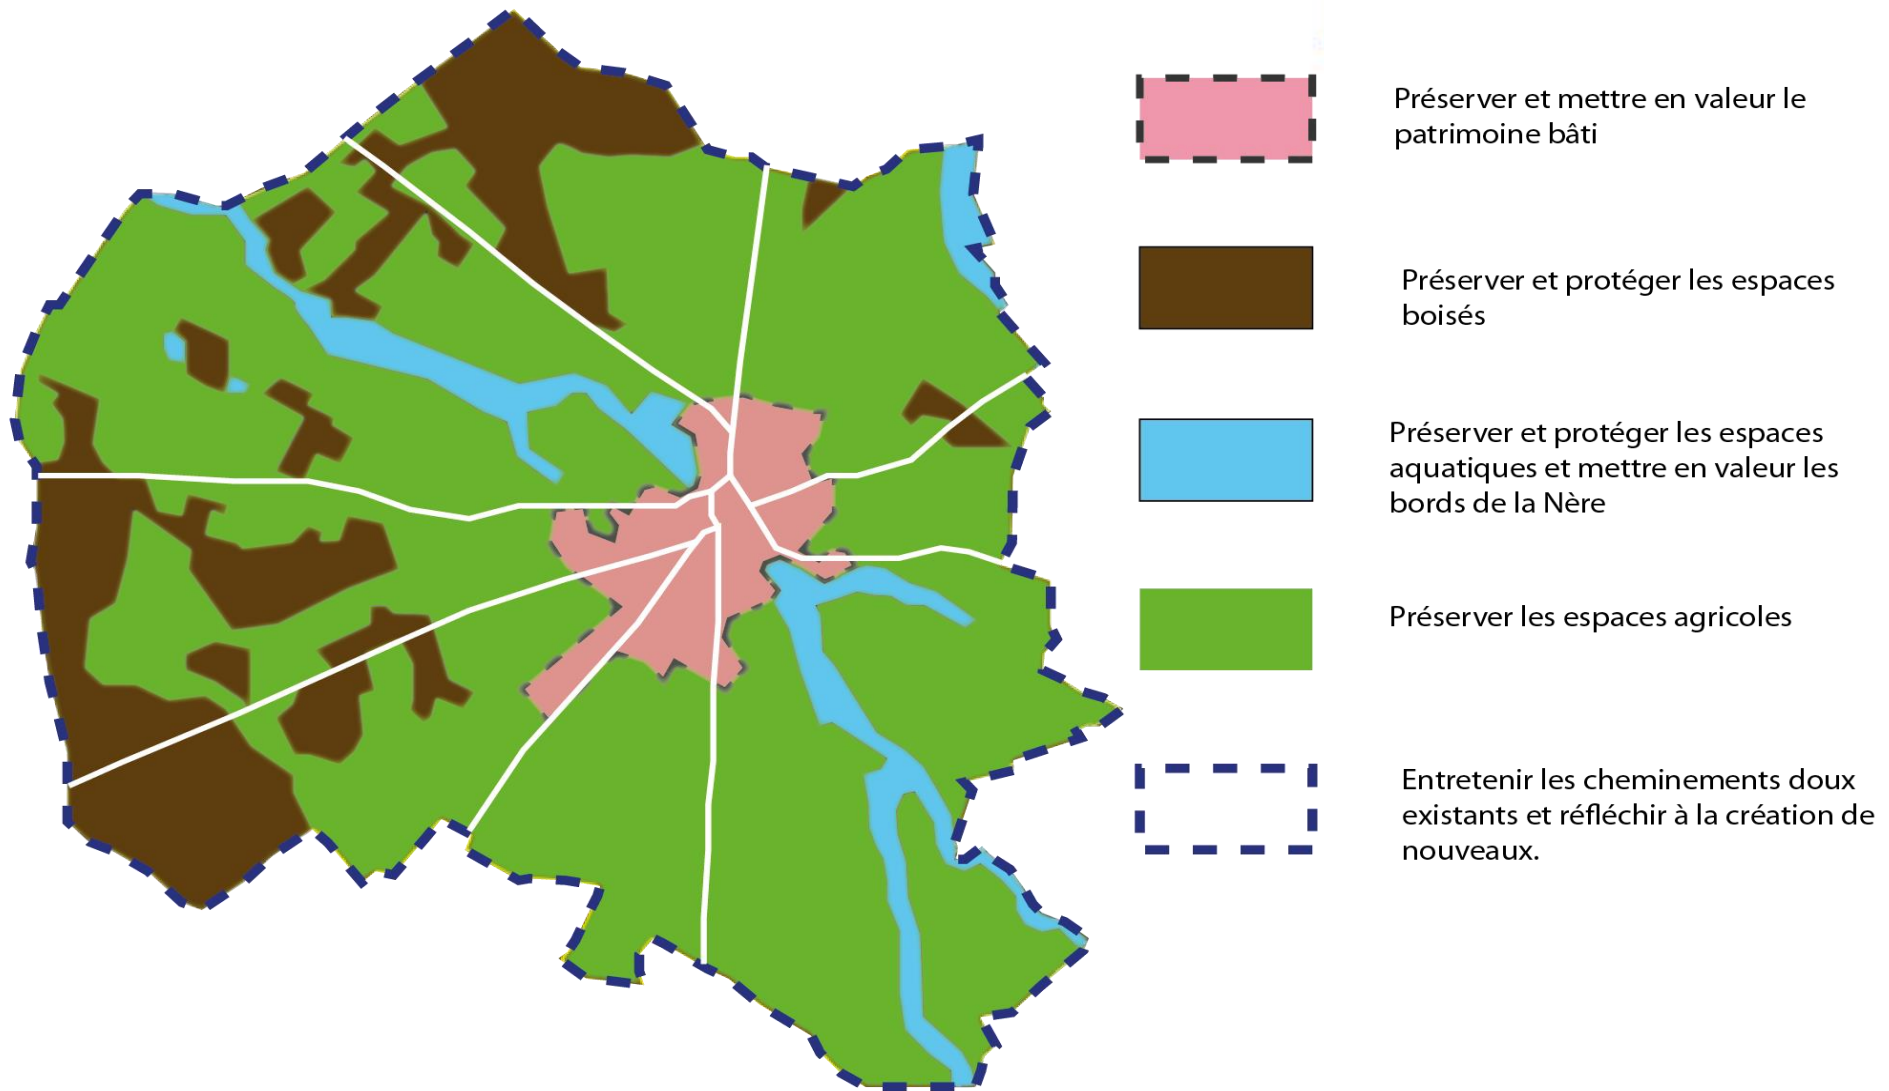 Préserver et mettre en valeur le
patrimoine bâti
Préserver et protéger les espaces
boisés
Préserver et protéger les espaces
aquatiques et mettre en valeur les
bords de la Nère
Préserver les espaces agricoles
Entretenir les cheminements doux
existants et réfléchir à la création de
nouveaux.